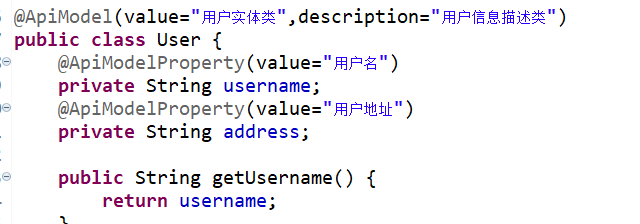 @ApiModel(value="用户实体类",description="用户信息描述类")
public class User {
@ApiModelProperty(value="用户名")
private String username;
@ApiModelProperty(value="用户地址")
private String address;
public String getUsername() {
return username;
}